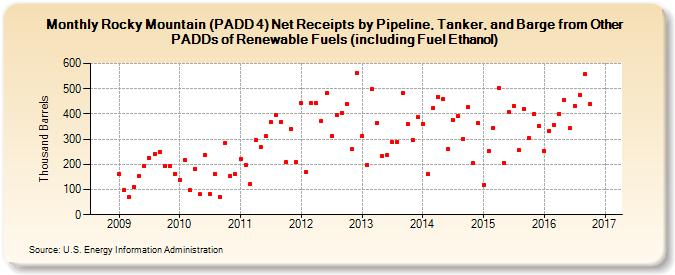 Monthly Rocky Mountain (PADD 4) Net Receipts by Pipeline, Tanker, and Barge from Other
PADDs of Renewable Fuels (including Fuel Ethanol)
Thousand Barrels
600
500
400
300
200
100
0
2009 2010 2011 2012 2013 2014 2015 2016 2017
Source: U.S. Energy Information Administration